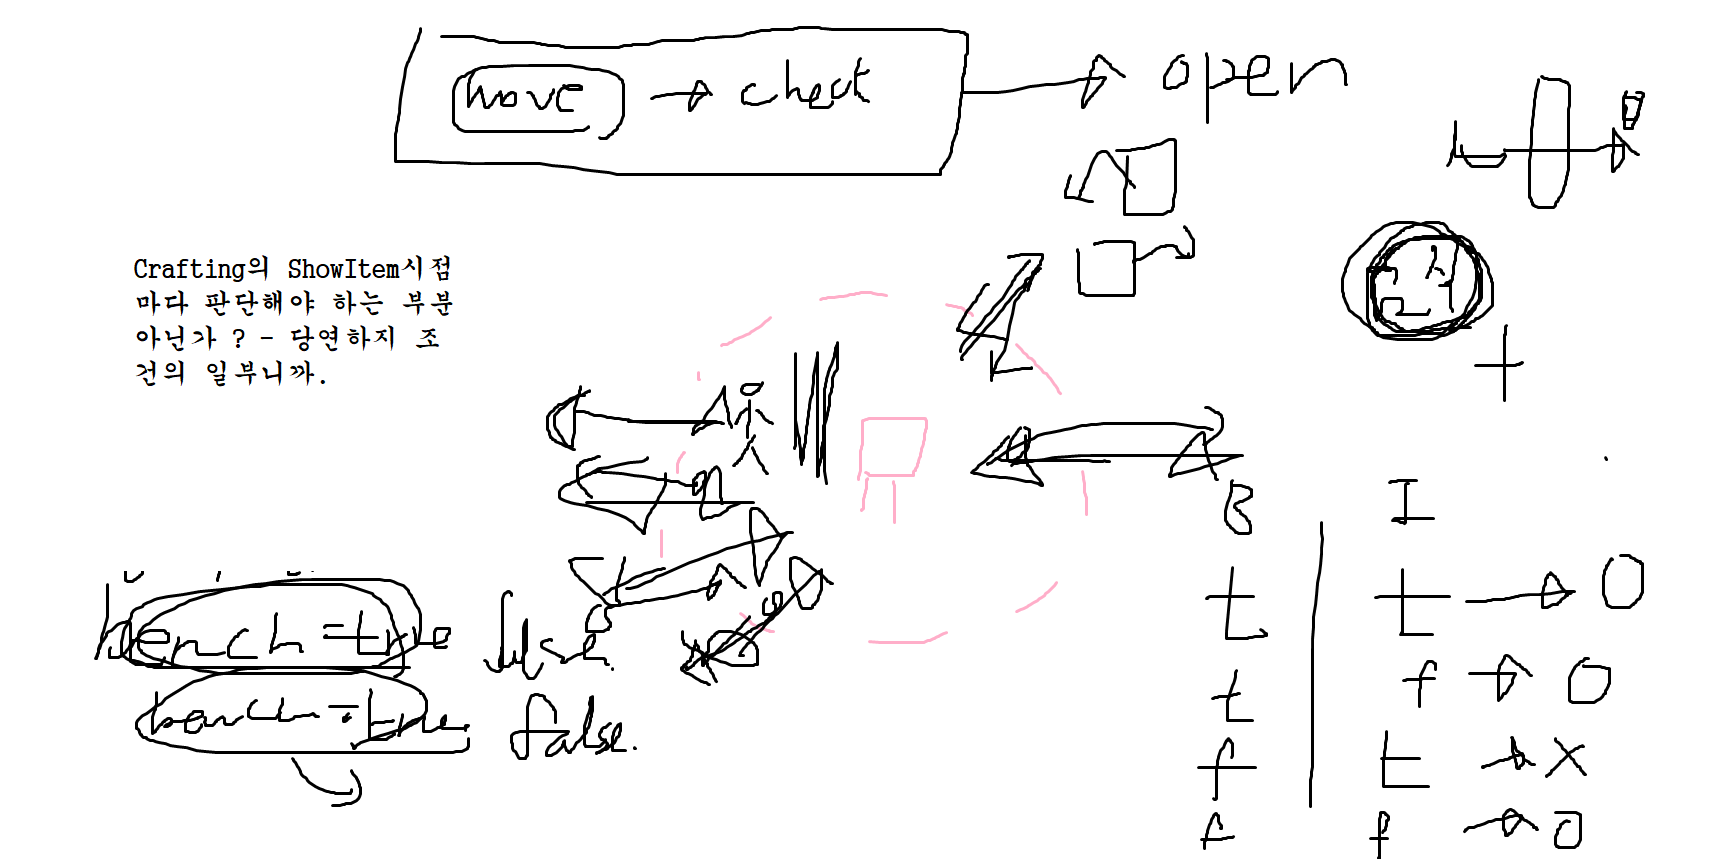 move → check → open
Crafting의 ShowItem시점
마다 판단해야 하는 부분
아닌가 ? - 당연하지 조
건의 일부니까.
B I
t t → O
t f → O
f t → X
f f → O
bench = true false.
bench = true false.